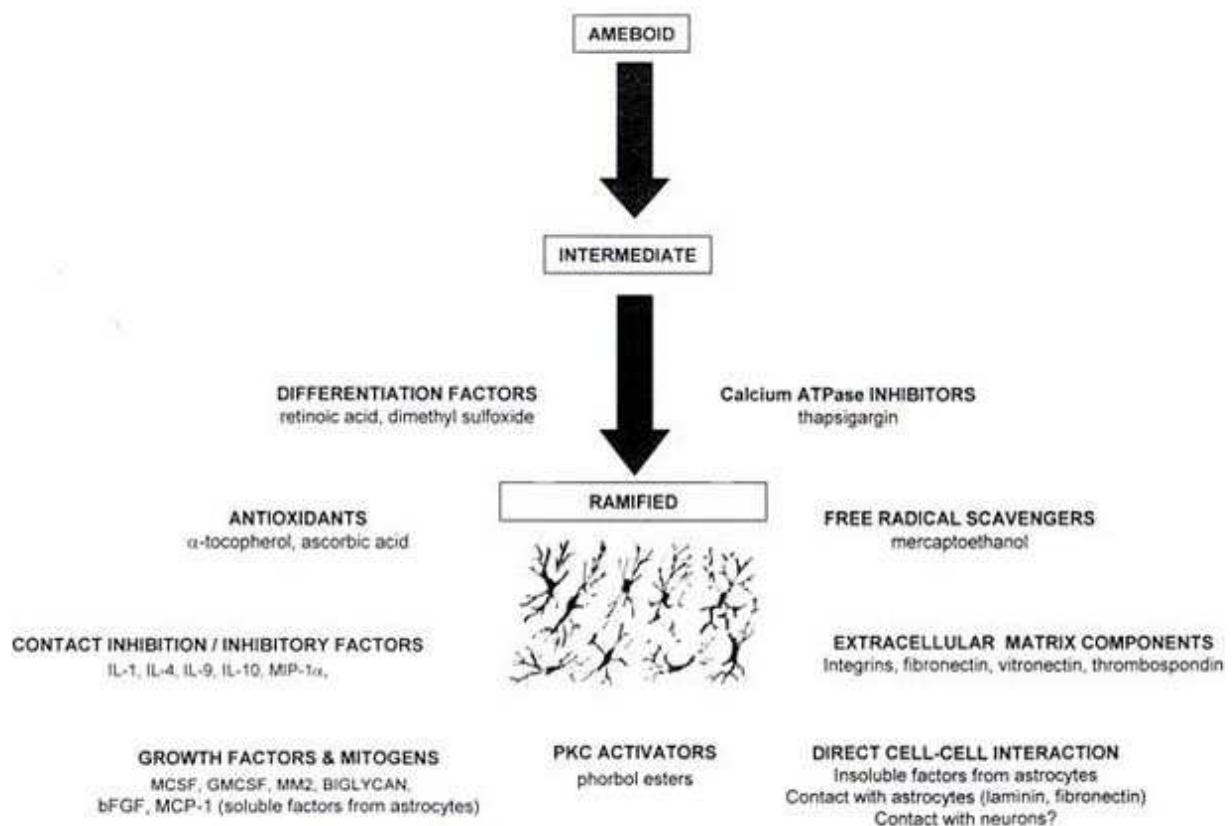 AMEBOID
INTERMEDIATE
DIFFERENTIATION FACTORS
retinoic acid, dimethyl sulfoxide
Calcium ATPase INHIBITORS
thapsigargin
RAMIFIED
ANTIOXIDANTS
α-tocopherol, ascorbic acid
FREE RADICAL SCAVENGERS
mercaptoethanol
CONTACT INHIBITION / INHIBITORY FACTORS
IL-1, IL-4, IL-9, IL-10, MIP-1α,
EXTRACELLULAR MATRIX COMPONENTS
Integrins, fibronectin, vitronectin, thrombospondin
GROWTH FACTORS & MITOGENS
MCSF, GMCSF, MM2, BIGLYCAN,
bFGF, MCP-1 (soluble factors from astrocytes)
PKC ACTIVATORS
phorbol esters
DIRECT CELL-CELL INTERACTION
Insoluble factors from astrocytes
Contact with astrocytes (laminin, fibronectin)
Contact with neurons?